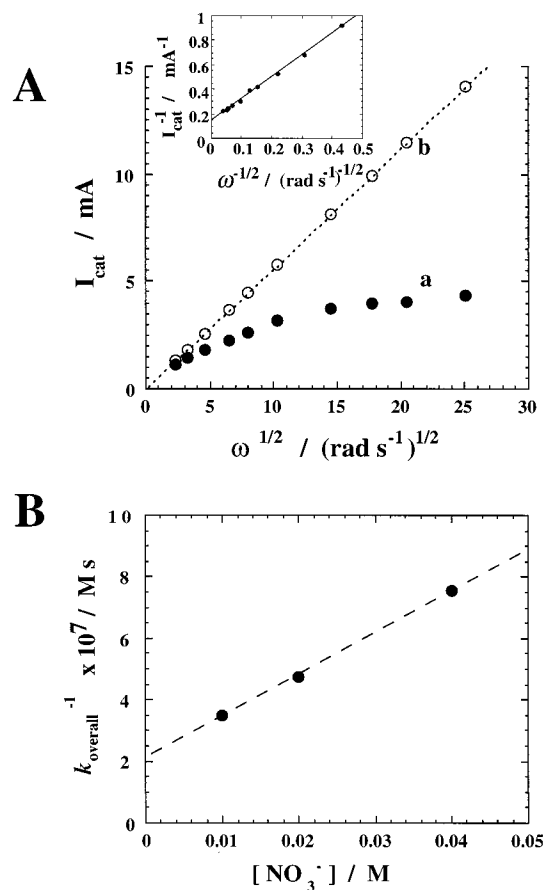 A
I_cat^-1 / mA^-1
1
0.8
0.6
0.4
0.2
0
0 0.1 0.2 0.3 0.4 0.5
ω^-1/2 / (rad s^-1)^-1/2
I_cat / mA
15
10
5
0
b
a
0 5 10 15 20 25 30
ω^1/2 / (rad s^-1)^1/2
B
k_overall^-1 x 10^7 / M s
10
8
6
4
2
0
0 0.01 0.02 0.03 0.04 0.05
[ NO_3^- ] / M